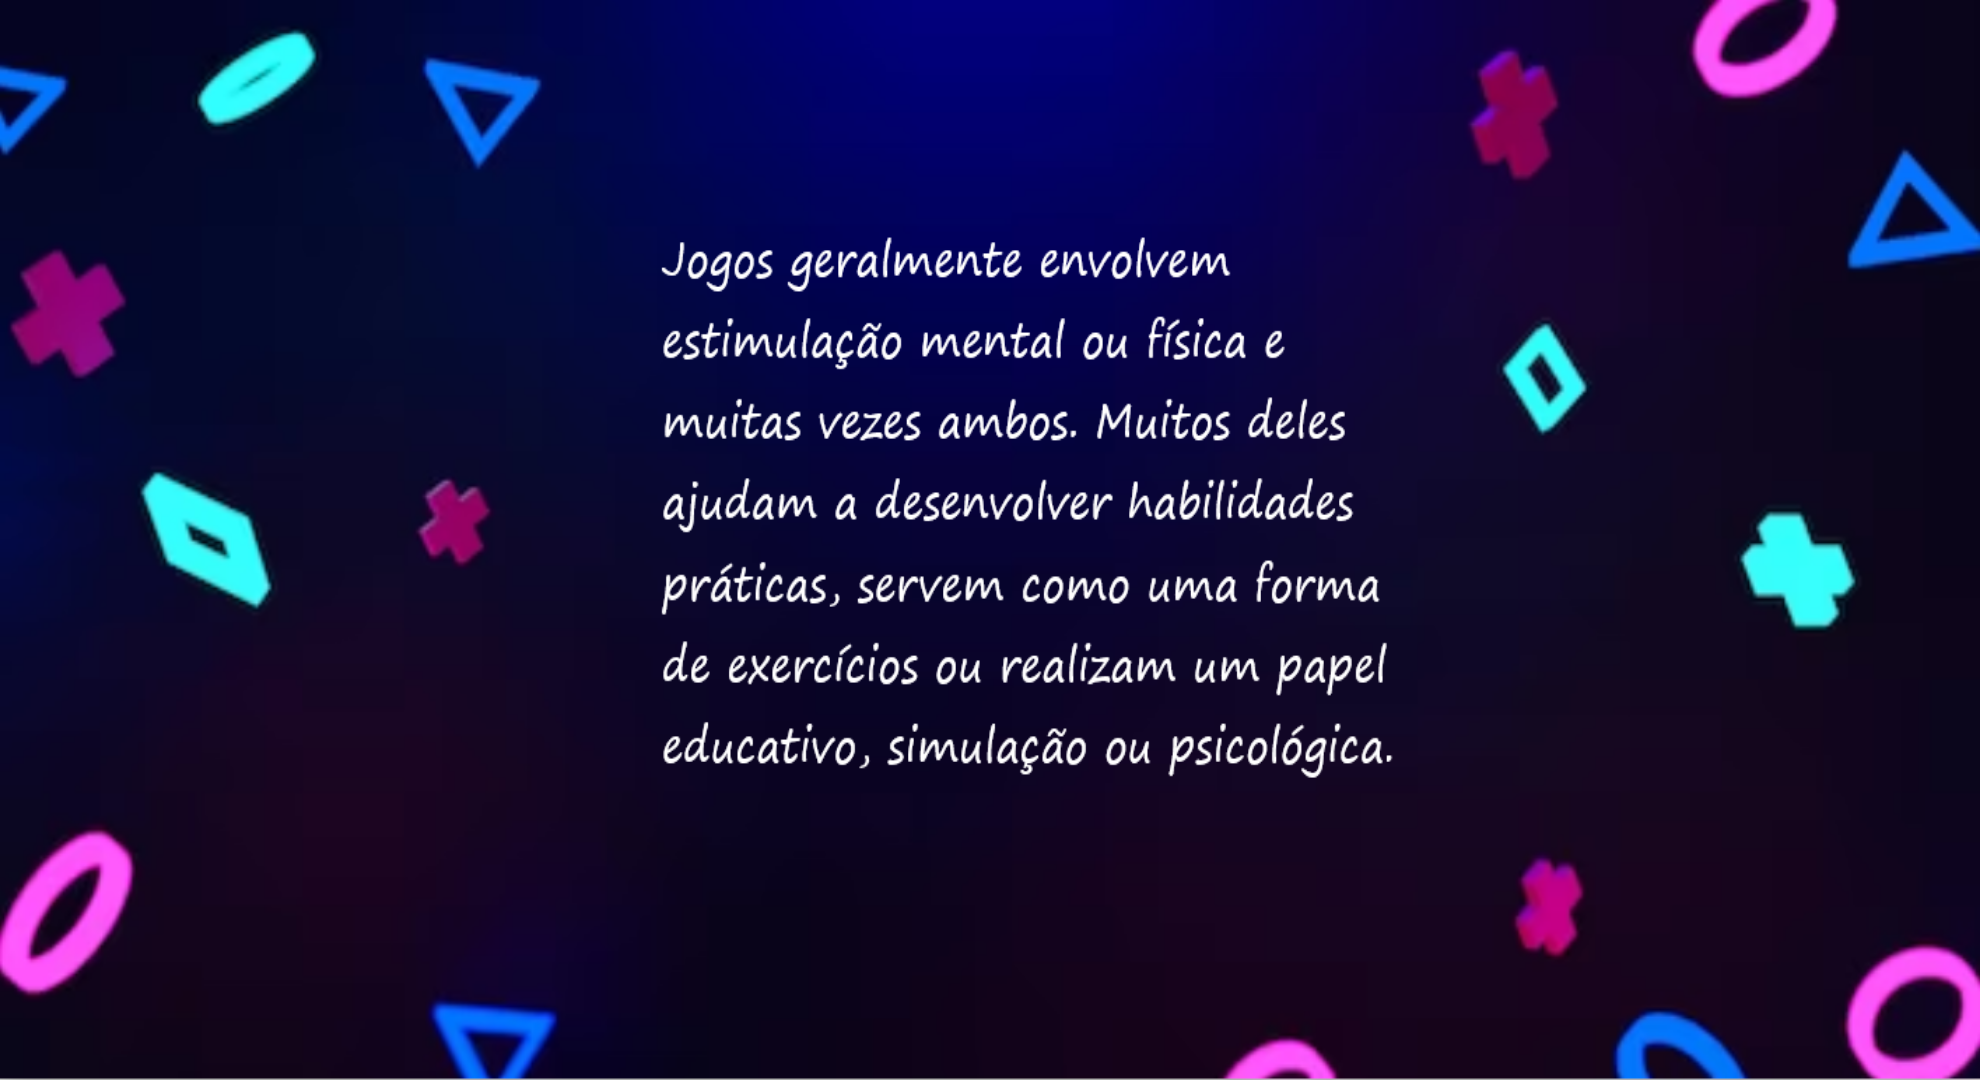 Jogos geralmente envolvem
estimulação mental ou física e
muitas vezes ambos. Muitos deles
ajudam a desenvolver habilidades
práticas, servem como uma forma
de exercícios ou realizam um papel
educativo, simulação ou psicológica.